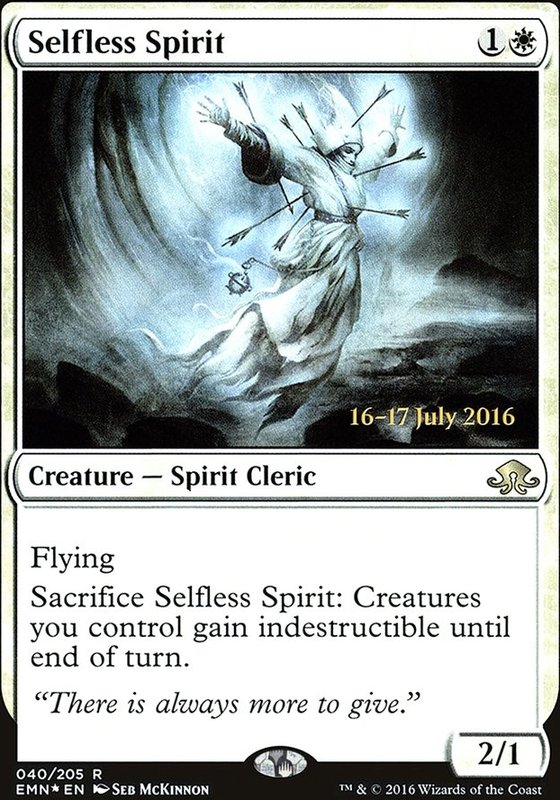 Selfless Spirit 1
16–17 July 2016
Creature — Spirit Cleric
Flying
Sacrifice Selfless Spirit: Creatures
you control gain indestructible until
end of turn.
“There is always more to give.”
2/1
040/205 R
EMN★EN Seb McKinnon
™ & © 2016 Wizards of the Coast